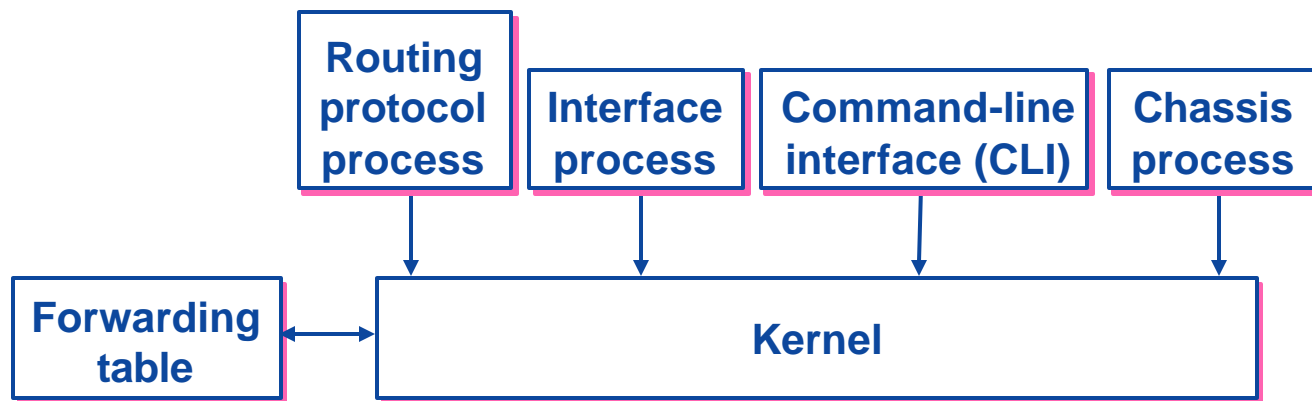 Routing
protocol
process
Interface
process
Command-line
interface (CLI)
Chassis
process
Forwarding
table
Kernel